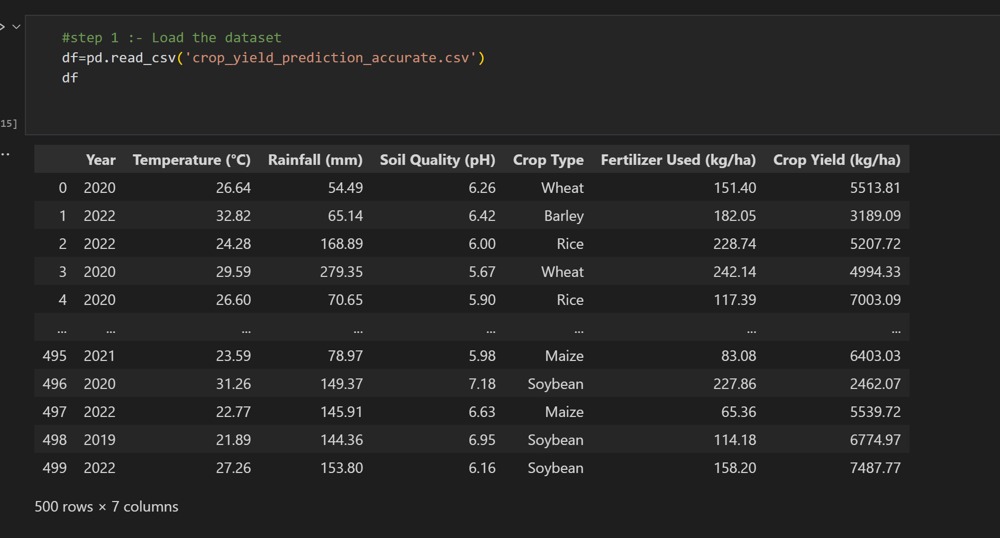 #step 1 :- Load the dataset
df=pd.read_csv('crop_yield_prediction_accurate.csv')
df
15]
Year Temperature (°C) Rainfall (mm) Soil Quality (pH) Crop Type Fertilizer Used (kg/ha) Crop Yield (kg/ha)
0 2020 26.64 54.49 6.26 Wheat 151.40 5513.81
1 2022 32.82 65.14 6.42 Barley 182.05 3189.09
2 2022 24.28 168.89 6.00 Rice 228.74 5207.72
3 2020 29.59 279.35 5.67 Wheat 242.14 4994.33
4 2020 26.60 70.65 5.90 Rice 117.39 7003.09
... ... ... ... ... ... ... ...
495 2021 23.59 78.97 5.98 Maize 83.08 6403.03
496 2020 31.26 149.37 7.18 Soybean 227.86 2462.07
497 2022 22.77 145.91 6.63 Maize 65.36 5539.72
498 2019 21.89 144.36 6.95 Soybean 114.18 6774.97
499 2022 27.26 153.80 6.16 Soybean 158.20 7487.77
500 rows × 7 columns